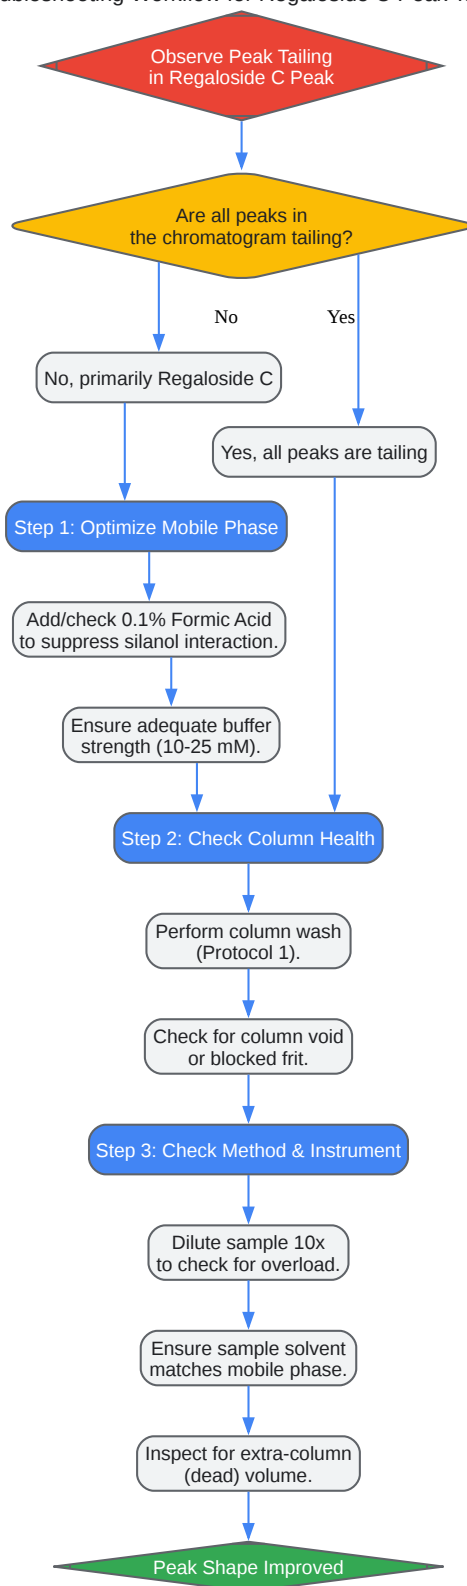 Workflow for Regaloside C Peak
Observe Peak Tailing
in Regaloside C Peak
Are all peaks in
the chromatogram tailing?
No
Yes
No, primarily Regaloside C
Yes, all peaks are tailing
Step 1: Optimize Mobile Phase
Add/check 0.1% Formic Acid
to suppress silanol interaction.
Ensure adequate buffer
strength (10-25 mM).
Step 2: Check Column Health
Perform column wash
(Protocol 1).
Check for column void
or blocked frit.
Step 3: Check Method & Instrument
Dilute sample 10x
to check for overload.
Ensure sample solvent
matches mobile phase.
Inspect for extra-column
(dead) volume.
Peak Shape Improved